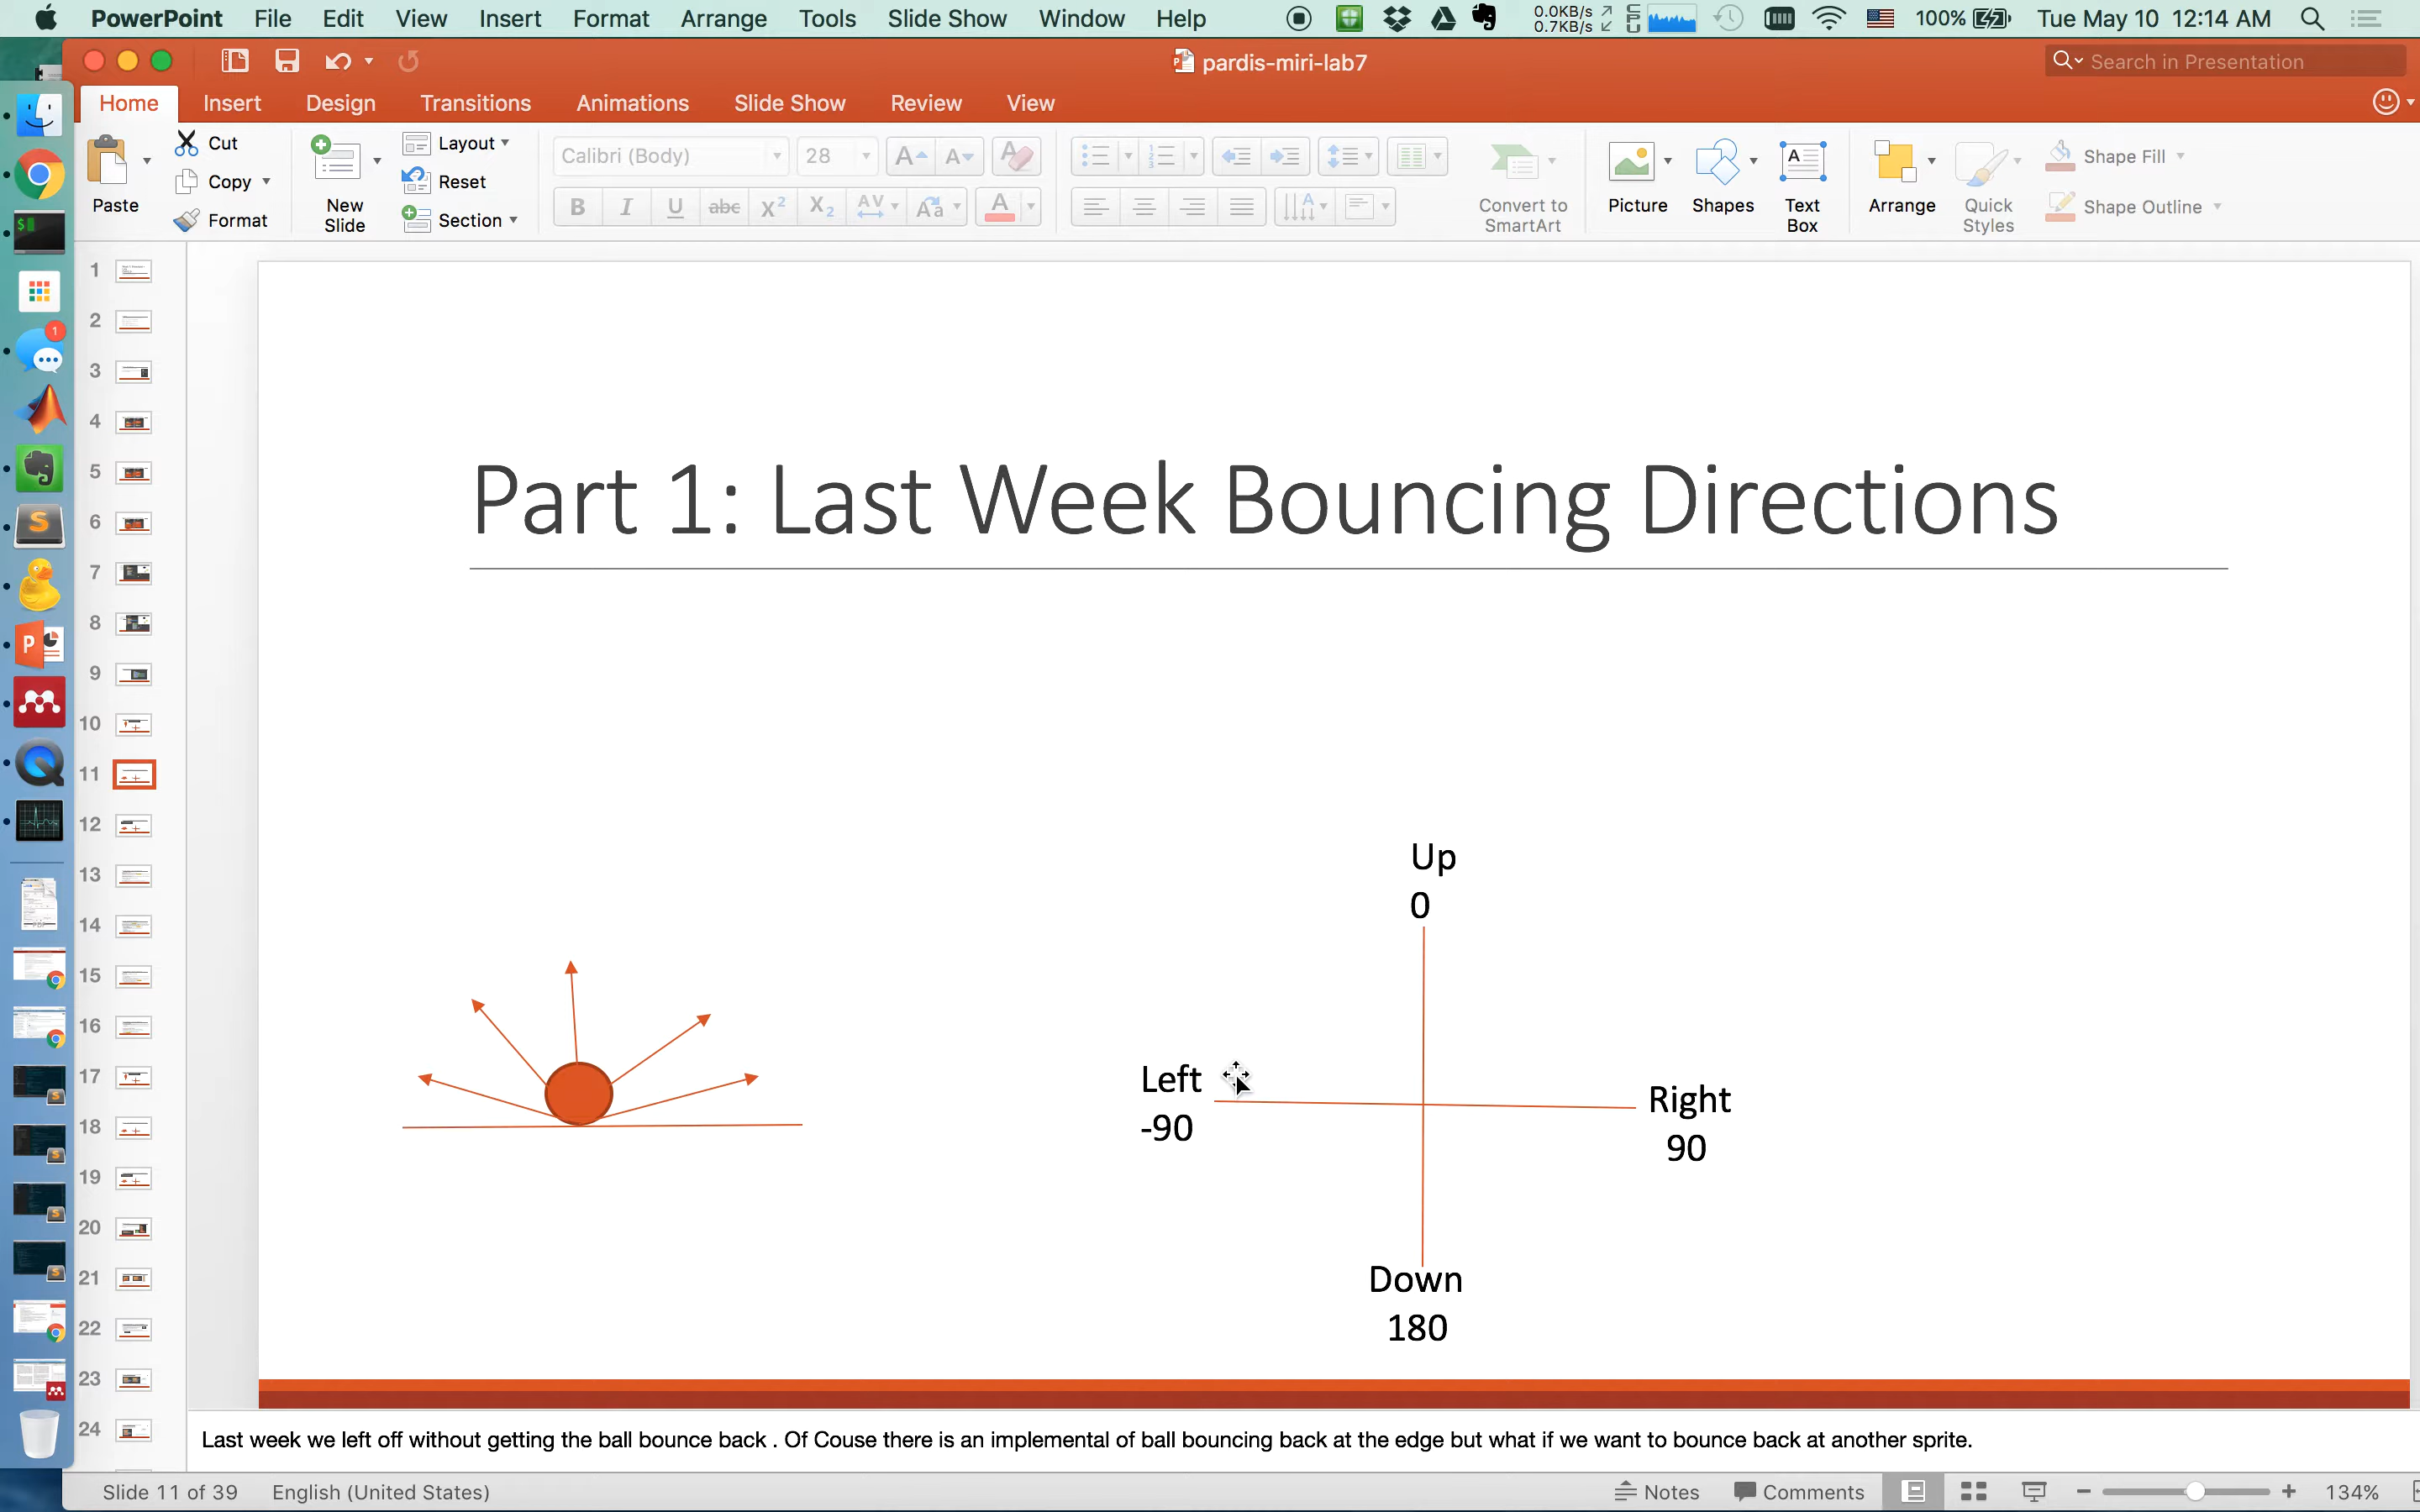 PowerPoint File Edit View Insert Format Arrange Tools Slide Show Window Help 0.0KB/s 0.7KB/s CPU 100% Tue May 10 12:14 AM
pardis-miri-lab7 Search in Presentation
Home Insert Design Transitions Animations Slide Show Review View
Paste
Cut
Copy
Format
New Slide
Layout
Reset
Section
Calibri (Body) 28
B I U abc X² X₂ AV Aa A
Convert to SmartArt
Picture
Shapes
Text Box
Arrange
Quick Styles
Shape Fill
Shape Outline
1
2
3
4
5
6
7
8
9
10
11
12
13
14
15
16
17
18
19
20
21
22
23
24
Part 1: Last Week Bouncing Directions
Up
0
Left
-90
Right
90
Down
180
Last week we left off without getting the ball bounce back . Of Couse there is an implemental of ball bouncing back at the edge but what if we want to bounce back at another sprite.
Slide 11 of 39 English (United States) Notes Comments 134%